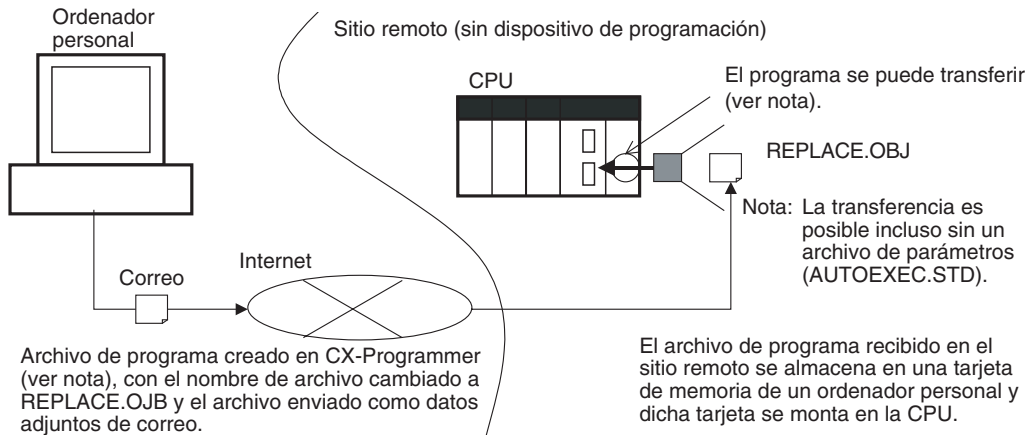 Ordenador
personal
Sitio remoto (sin dispositivo de programación)
CPU
El programa se puede transferir
(ver nota).
REPLACE.OBJ
Nota: La transferencia es
posible incluso sin un
archivo de parámetros
(AUTOEXEC.STD).
Correo
Internet
Archivo de programa creado en CX-Programmer
(ver nota), con el nombre de archivo cambiado a
REPLACE.OJB y el archivo enviado como datos
adjuntos de correo.
El archivo de programa recibido en el
sitio remoto se almacena en una tarjeta
de memoria de un ordenador personal y
dicha tarjeta se monta en la CPU.